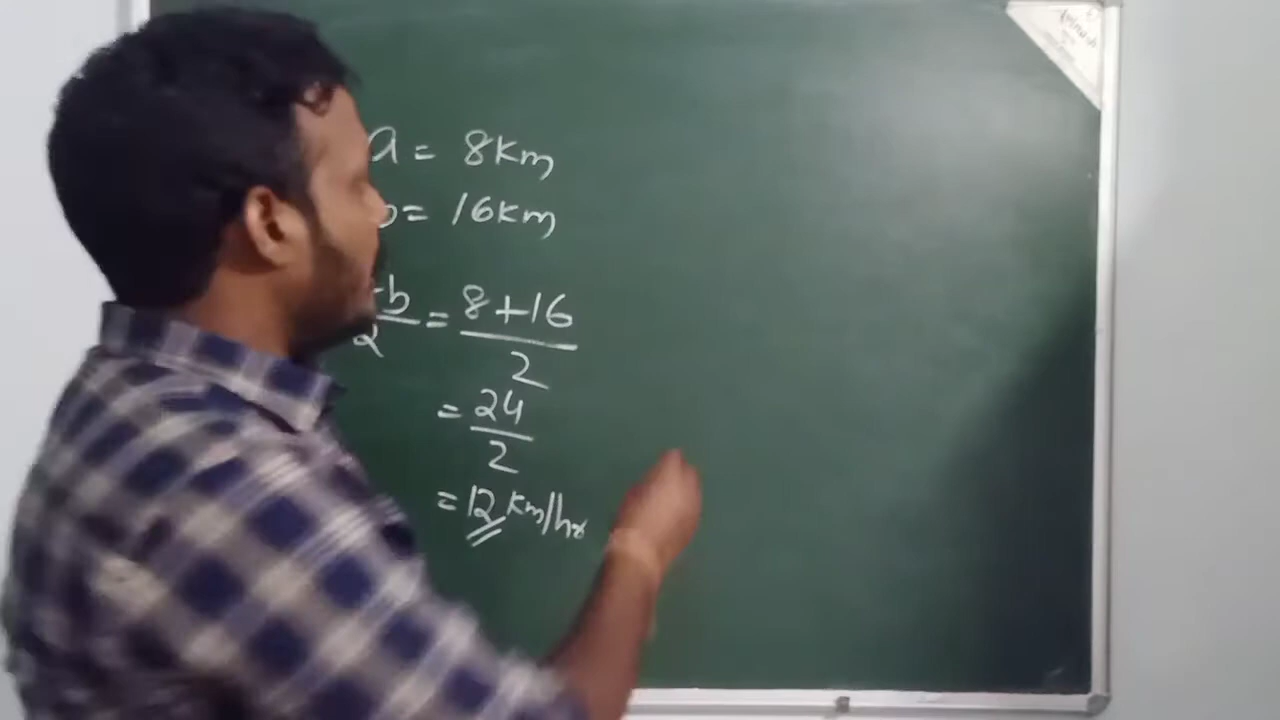 a = 8km
b = 16km
+b/2 = 8+16/2
= 24/2
= 12 km/hr